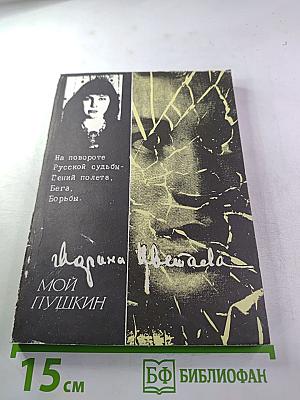 На повороте
Русской судьбы-
Гений полета,
Бега,
Борьбы.
Марина Цветаева
МОЙ
ПУШКИН
15 см
БФ БИБЛИОФАН